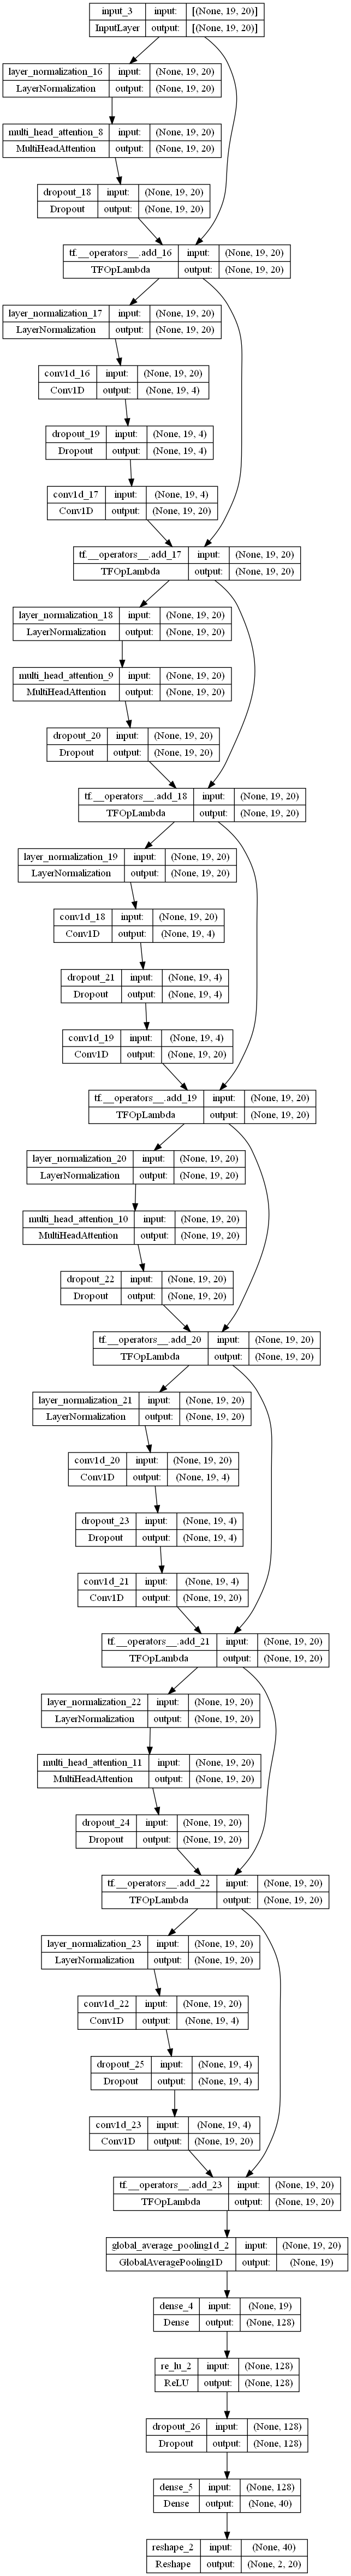 input_3 input: [(None, 19, 20)]
InputLayer output: [(None, 19, 20)]
layer_normalization_16 input: (None, 19, 20)
LayerNormalization output: (None, 19, 20)
multi_head_attention_8 input: (None, 19, 20)
MultiHeadAttention output: (None, 19, 20)
dropout_18 input: (None, 19, 20)
Dropout output: (None, 19, 20)
tf.__operators__.add_16 input: (None, 19, 20)
TFOpLambda output: (None, 19, 20)
layer_normalization_17 input: (None, 19, 20)
LayerNormalization output: (None, 19, 20)
conv1d_16 input: (None, 19, 20)
Conv1D output: (None, 19, 4)
dropout_19 input: (None, 19, 4)
Dropout output: (None, 19, 4)
conv1d_17 input: (None, 19, 4)
Conv1D output: (None, 19, 20)
tf.__operators__.add_17 input: (None, 19, 20)
TFOpLambda output: (None, 19, 20)
layer_normalization_18 input: (None, 19, 20)
LayerNormalization output: (None, 19, 20)
multi_head_attention_9 input: (None, 19, 20)
MultiHeadAttention output: (None, 19, 20)
dropout_20 input: (None, 19, 20)
Dropout output: (None, 19, 20)
tf.__operators__.add_18 input: (None, 19, 20)
TFOpLambda output: (None, 19, 20)
layer_normalization_19 input: (None, 19, 20)
LayerNormalization output: (None, 19, 20)
conv1d_18 input: (None, 19, 20)
Conv1D output: (None, 19, 4)
dropout_21 input: (None, 19, 4)
Dropout output: (None, 19, 4)
conv1d_19 input: (None, 19, 4)
Conv1D output: (None, 19, 20)
tf.__operators__.add_19 input: (None, 19, 20)
TFOpLambda output: (None, 19, 20)
layer_normalization_20 input: (None, 19, 20)
LayerNormalization output: (None, 19, 20)
multi_head_attention_10 input: (None, 19, 20)
MultiHeadAttention output: (None, 19, 20)
dropout_22 input: (None, 19, 20)
Dropout output: (None, 19, 20)
tf.__operators__.add_20 input: (None, 19, 20)
TFOpLambda output: (None, 19, 20)
layer_normalization_21 input: (None, 19, 20)
LayerNormalization output: (None, 19, 20)
conv1d_20 input: (None, 19, 20)
Conv1D output: (None, 19, 4)
dropout_23 input: (None, 19, 4)
Dropout output: (None, 19, 4)
conv1d_21 input: (None, 19, 4)
Conv1D output: (None, 19, 20)
tf.__operators__.add_21 input: (None, 19, 20)
TFOpLambda output: (None, 19, 20)
layer_normalization_22 input: (None, 19, 20)
LayerNormalization output: (None, 19, 20)
multi_head_attention_11 input: (None, 19, 20)
MultiHeadAttention output: (None, 19, 20)
dropout_24 input: (None, 19, 20)
Dropout output: (None, 19, 20)
tf.__operators__.add_22 input: (None, 19, 20)
TFOpLambda output: (None, 19, 20)
layer_normalization_23 input: (None, 19, 20)
LayerNormalization output: (None, 19, 20)
conv1d_22 input: (None, 19, 20)
Conv1D output: (None, 19, 4)
dropout_25 input: (None, 19, 4)
Dropout output: (None, 19, 4)
conv1d_23 input: (None, 19, 4)
Conv1D output: (None, 19, 20)
tf.__operators__.add_23 input: (None, 19, 20)
TFOpLambda output: (None, 19, 20)
global_average_pooling1d_2 input: (None, 19, 20)
GlobalAveragePooling1D output: (None, 19)
dense_4 input: (None, 19)
Dense output: (None, 128)
re_lu_2 input: (None, 128)
ReLU output: (None, 128)
dropout_26 input: (None, 128)
Dropout output: (None, 128)
dense_5 input: (None, 128)
Dense output: (None, 40)
reshape_2 input: (None, 40)
Reshape output: (None, 2, 20)